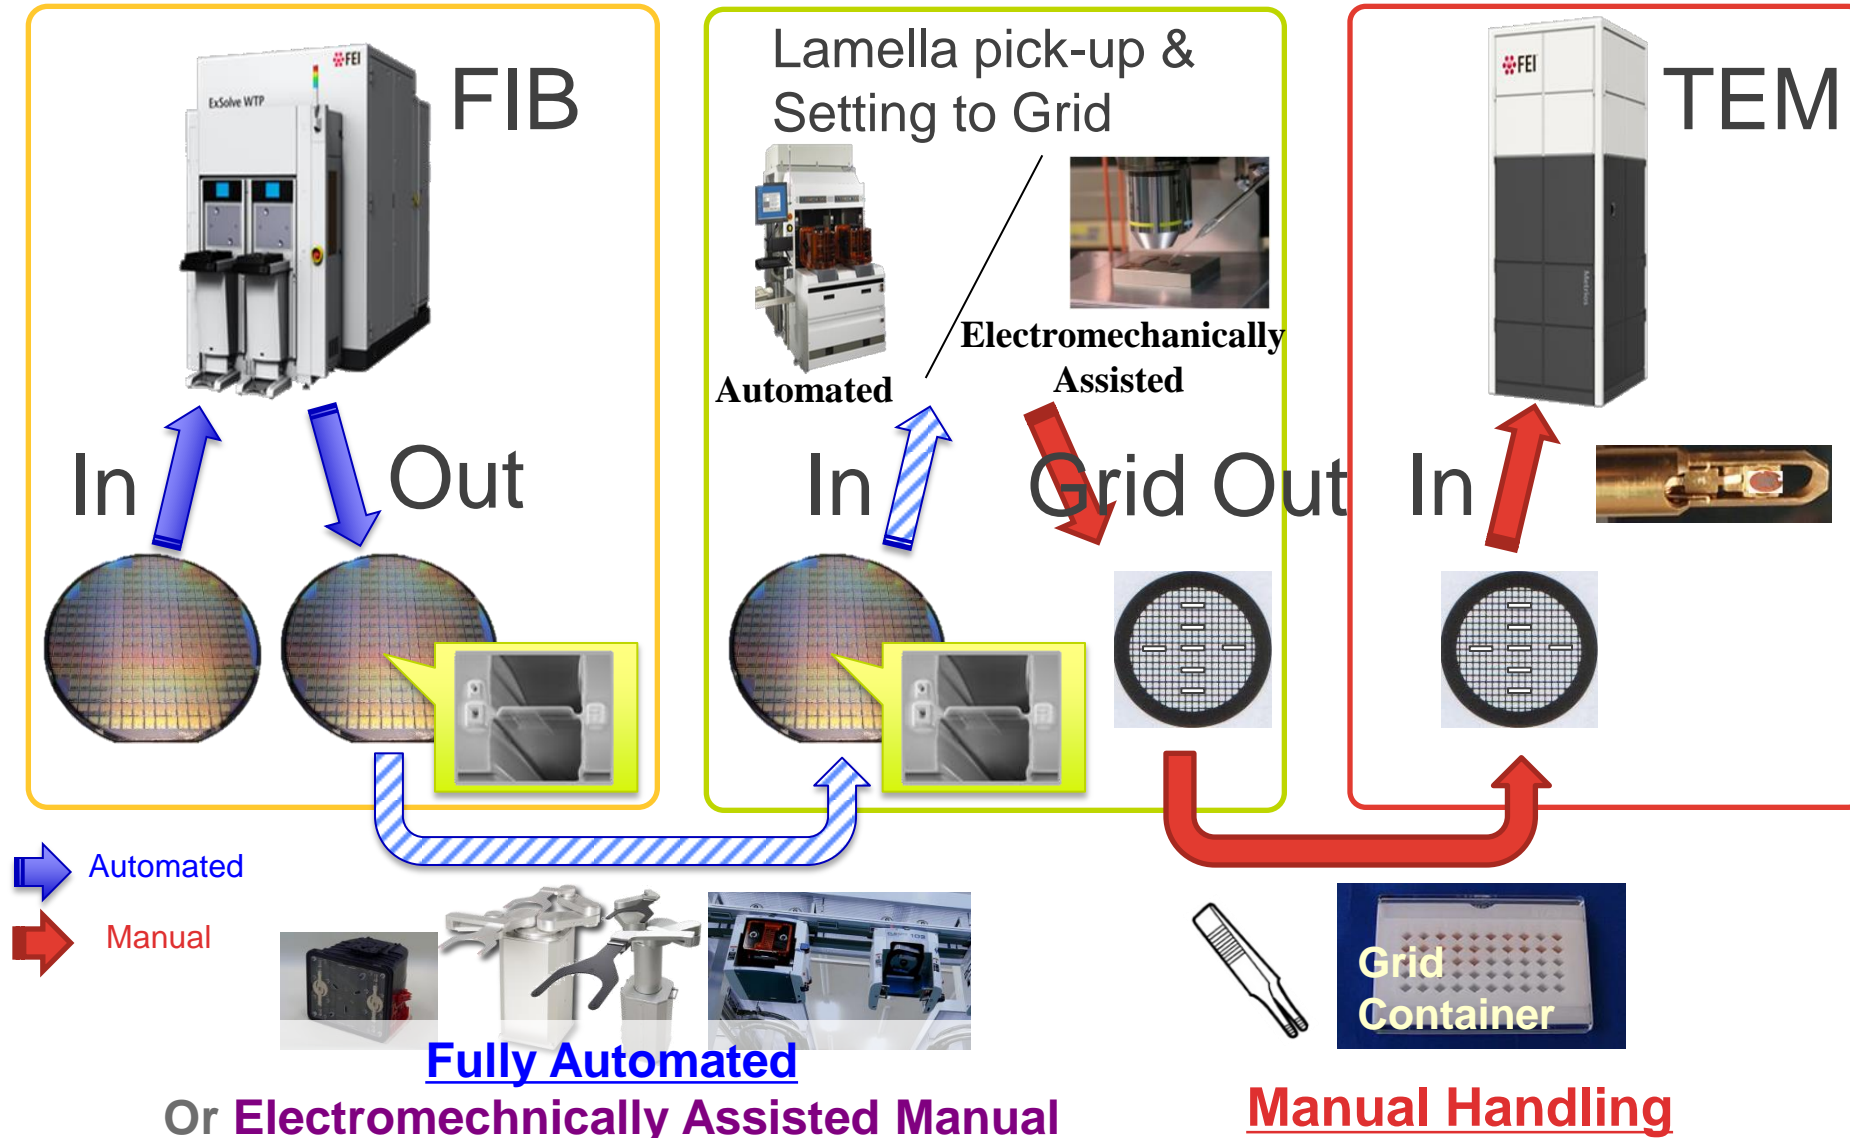 FEI
ExSolve WTP
FIB
In
Out
Lamella pick-up &
Setting to Grid
Automated
Electromechanically
Assisted
In
Grid Out
FEI
TEM
Metrios
In
Automated
Manual
Fully Automated
Or Electromechnically Assisted Manual
Grid
Container
Manual Handling